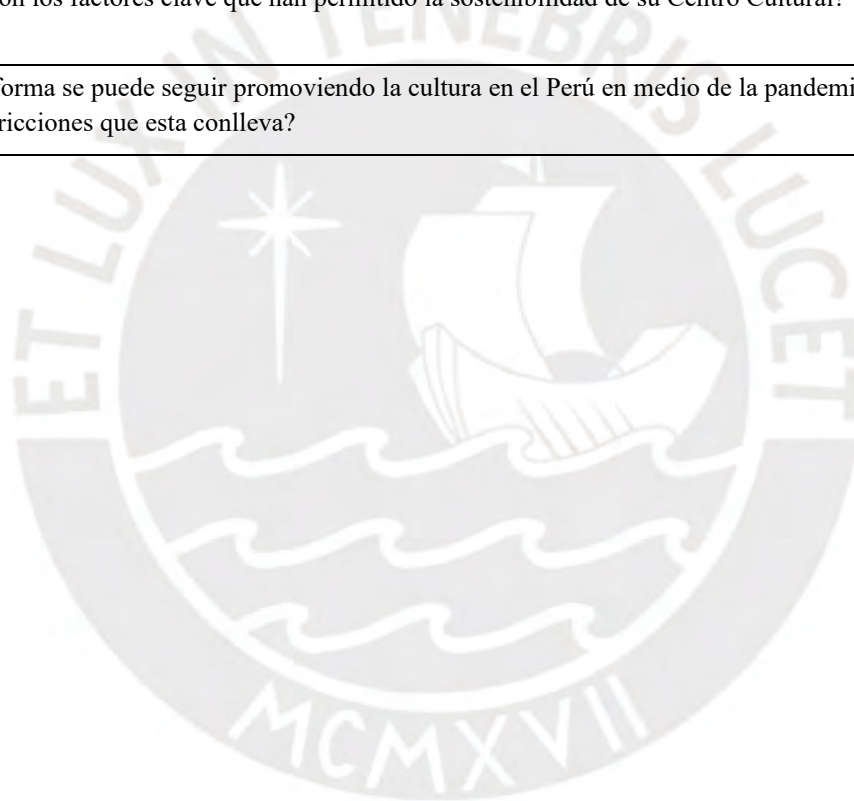 on los factores clave que han permitido la sostenibilidad de su Centro Cultural?
forma se puede seguir promoviendo la cultura en el Perú en medio de la pandemi
ricciones que esta conlleva?
ET LUX IN TENEBRIS LUCET
MCMXVII